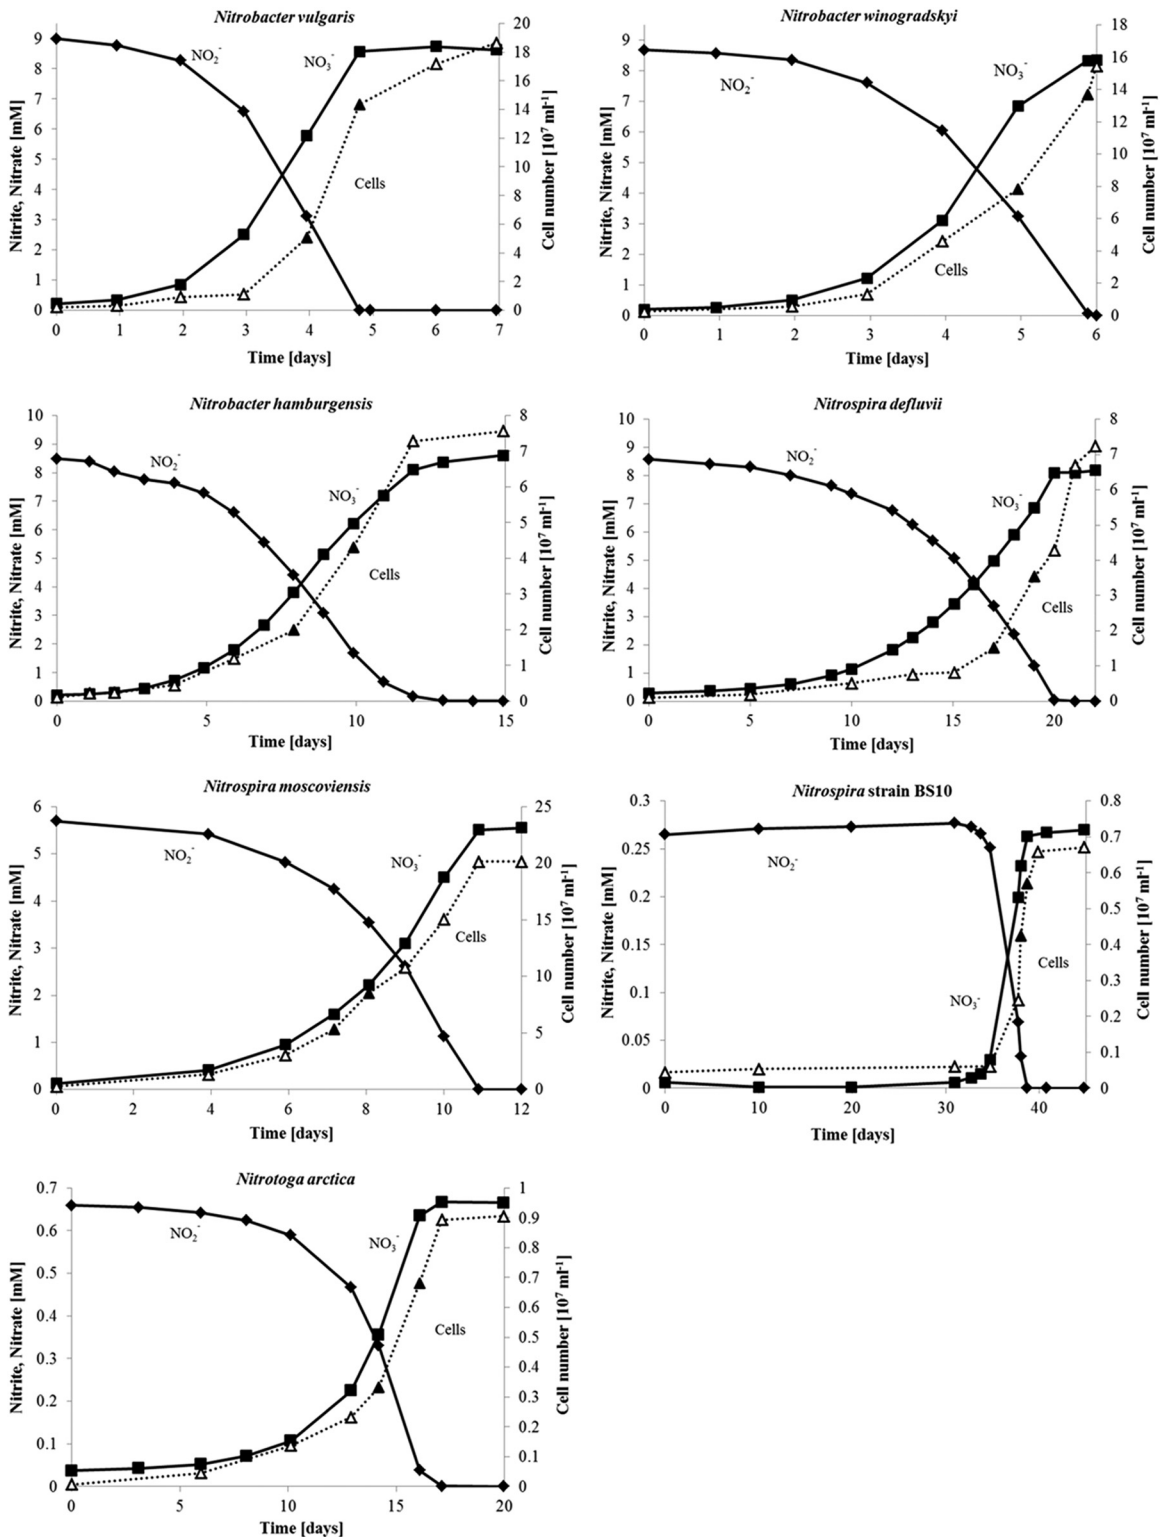 Nitrobacter vulgaris
Nitrite, Nitrate [mM]
9
8
7
6
5
4
3
2
1
0
NO2-
NO3-
Cells
20
18
16
14
12
10
8
6
4
2
0
Cell number [10^7 ml-1]
0 1 2 3 4 5 6 7
Time [days]
Nitrobacter winogradskyi
Nitrite, Nitrate [mM]
9
8
7
6
5
4
3
2
1
0
NO2-
NO3-
Cells
18
16
14
12
10
8
6
4
2
0
Cell number [10^7 ml-1]
0 1 2 3 4 5 6
Time [days]
Nitrobacter hamburgensis
Nitrite, Nitrate [mM]
10
9
8
7
6
5
4
3
2
1
0
NO2-
NO3-
Cells
8
7
6
5
4
3
2
1
0
Cell number [10^7 ml-1]
0 5 10 15
Time [days]
Nitrospira defluvii
Nitrite, Nitrate [mM]
10
9
8
7
6
5
4
3
2
1
0
NO2-
NO3-
Cells
8
7
6
5
4
3
2
1
0
Cell number [10^7 ml-1]
0 5 10 15 20
Time [days]
Nitrospira moscoviensis
Nitrite, Nitrate [mM]
6
5
4
3
2
1
0
NO2-
NO3-
Cells
25
20
15
10
5
0
Cell number [10^7 ml-1]
0 2 4 6 8 10 12
Time [days]
Nitrospira strain BS10
Nitrite, Nitrate [mM]
0.3
0.25
0.2
0.15
0.1
0.05
0
NO2-
NO3-
Cells
0.8
0.7
0.6
0.5
0.4
0.3
0.2
0.1
0
Cell number [10^7 ml-1]
0 10 20 30 40
Time [days]
Nitrotoga arctica
Nitrite, Nitrate [mM]
0.7
0.6
0.5
0.4
0.3
0.2
0.1
0
NO2-
NO3-
Cells
1
0.9
0.8
0.7
0.6
0.5
0.4
0.3
0.2
0.1
0
Cell number [10^7 ml-1]
0 5 10 15 20
Time [days]